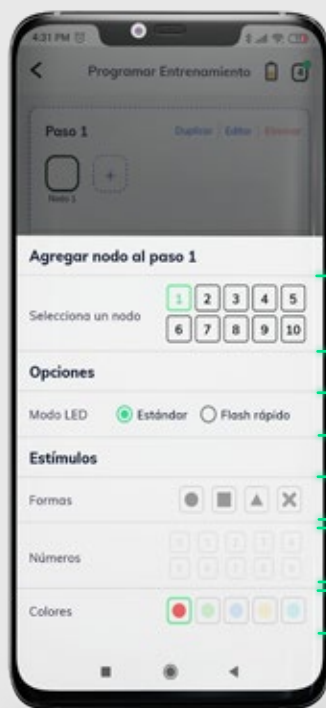 4:31 PM
Programar Entrenamiento
4
Paso 1
Duplicar | Editar | Eliminar
Nodo 1
+
Agregar nodo al paso 1
Selecciona un nodo
1 2 3 4 5
6 7 8 9 10
Opciones
Modo LED Estándar Flash rápido
Estímulos
Formas
Números
Colores